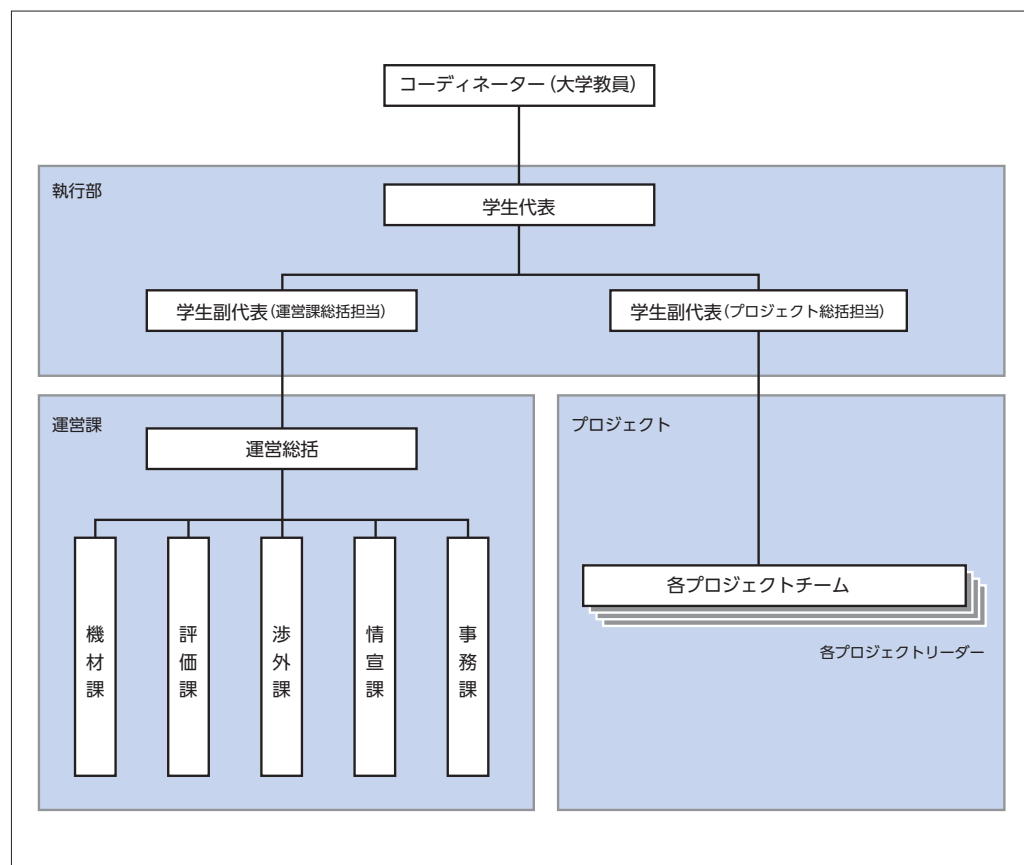 コーディネーター（大学教員）
執行部
学生代表
学生副代表（運営課総括担当）
学生副代表（プロジェクト総括担当）
運営課
運営総括
機材課
評価課
渉外課
情宣課
事務課
プロジェクト
各プロジェクトチーム
各プロジェクトリーダー